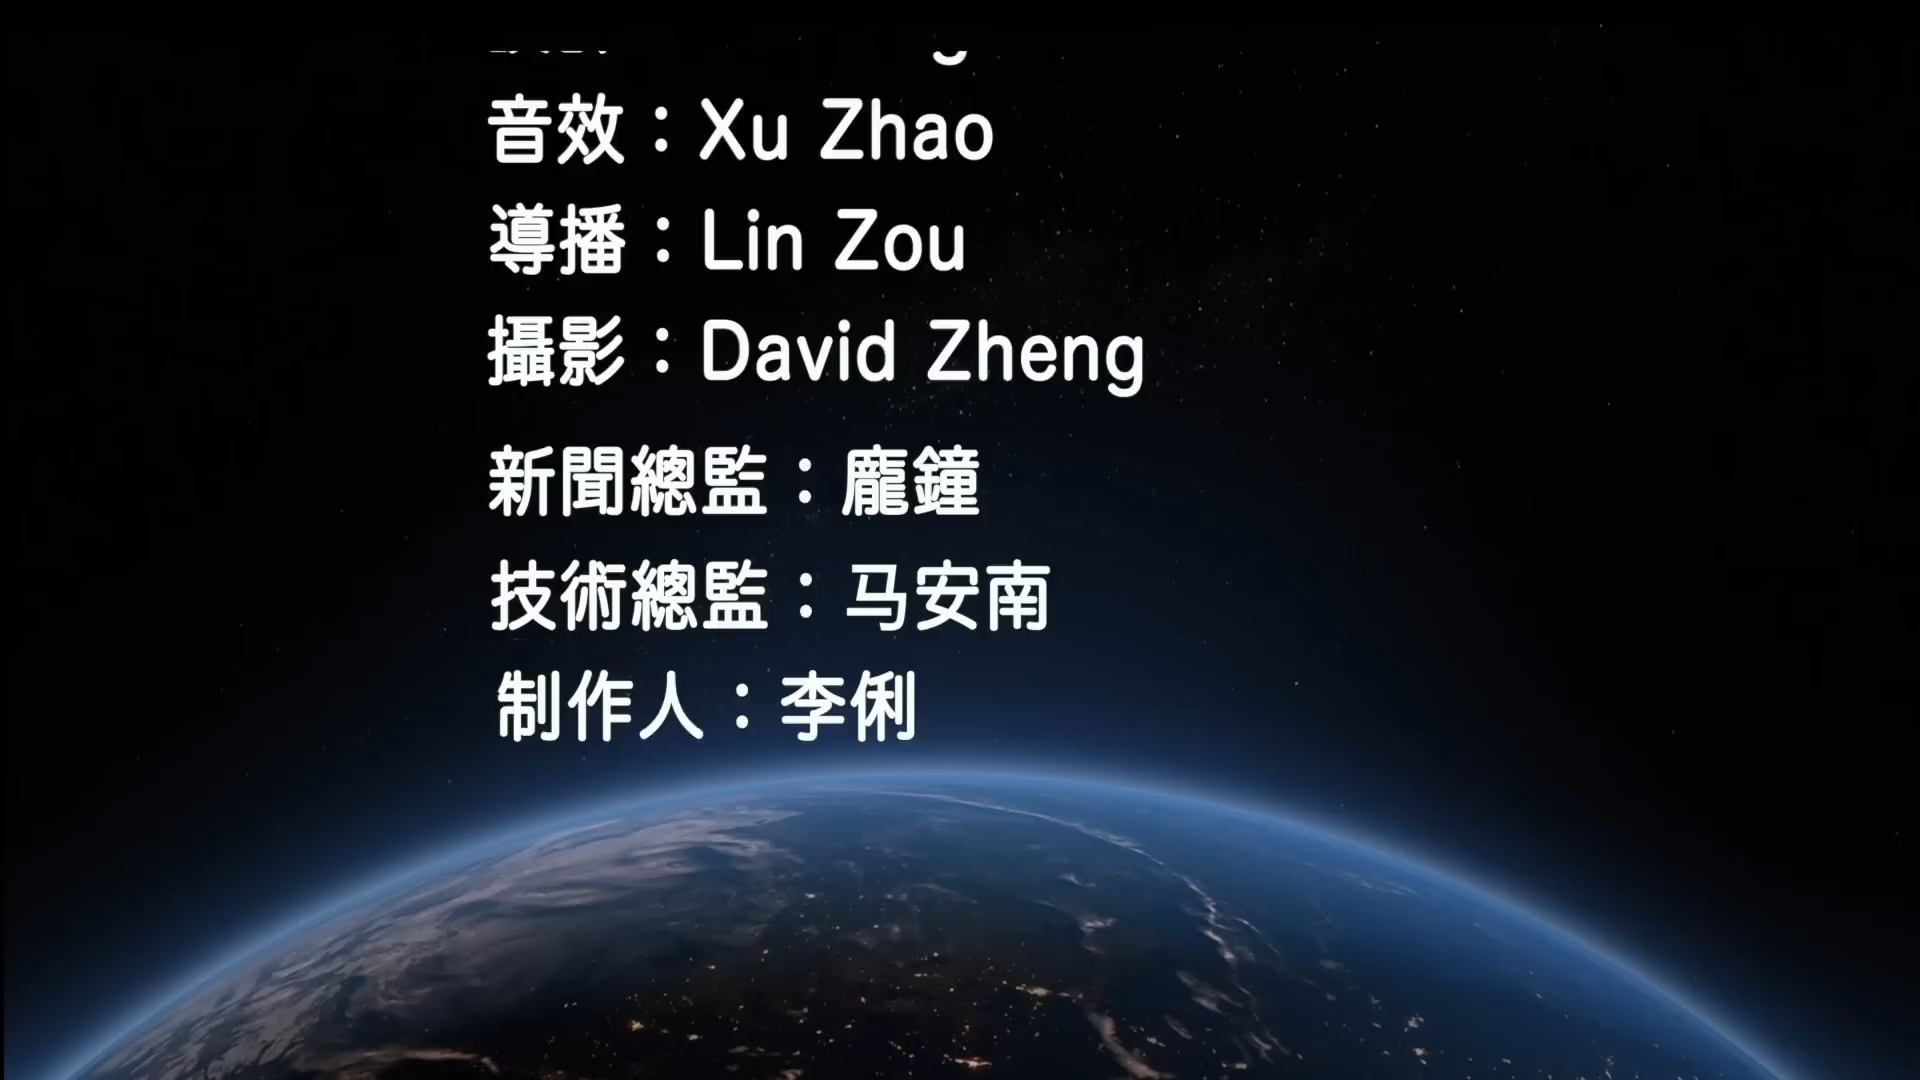 音效：Xu Zhao
導播：Lin Zou
攝影：David Zheng
新聞總監：龐鐘
技術總監：马安南
制作人：李俐